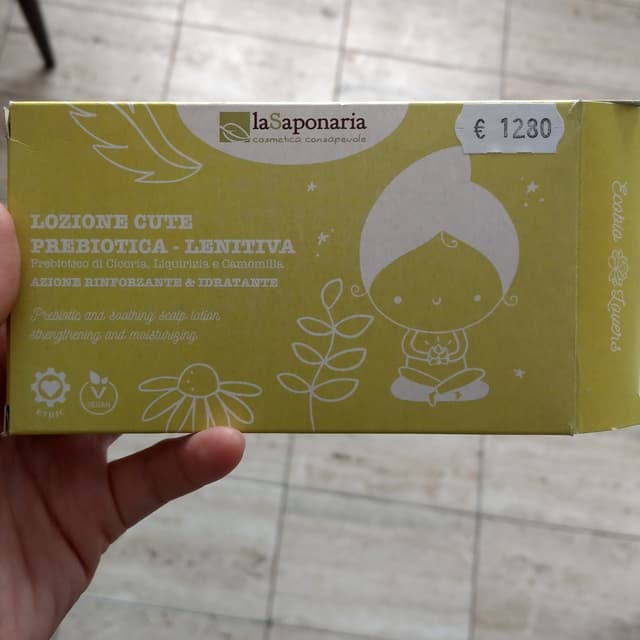 laSaponaria
cosmetica consapevole
€ 1280
LOZIONE CUTE
PREBIOTICA - LENITIVA
Prebiotico di Cicoria, Liquirizia e Camomilla
AZIONE RINFORZANTE & IDRATANTE
Prebiotic and soothing scalp lotion
strengthening and moisturizing
ETHIC
VEGAN